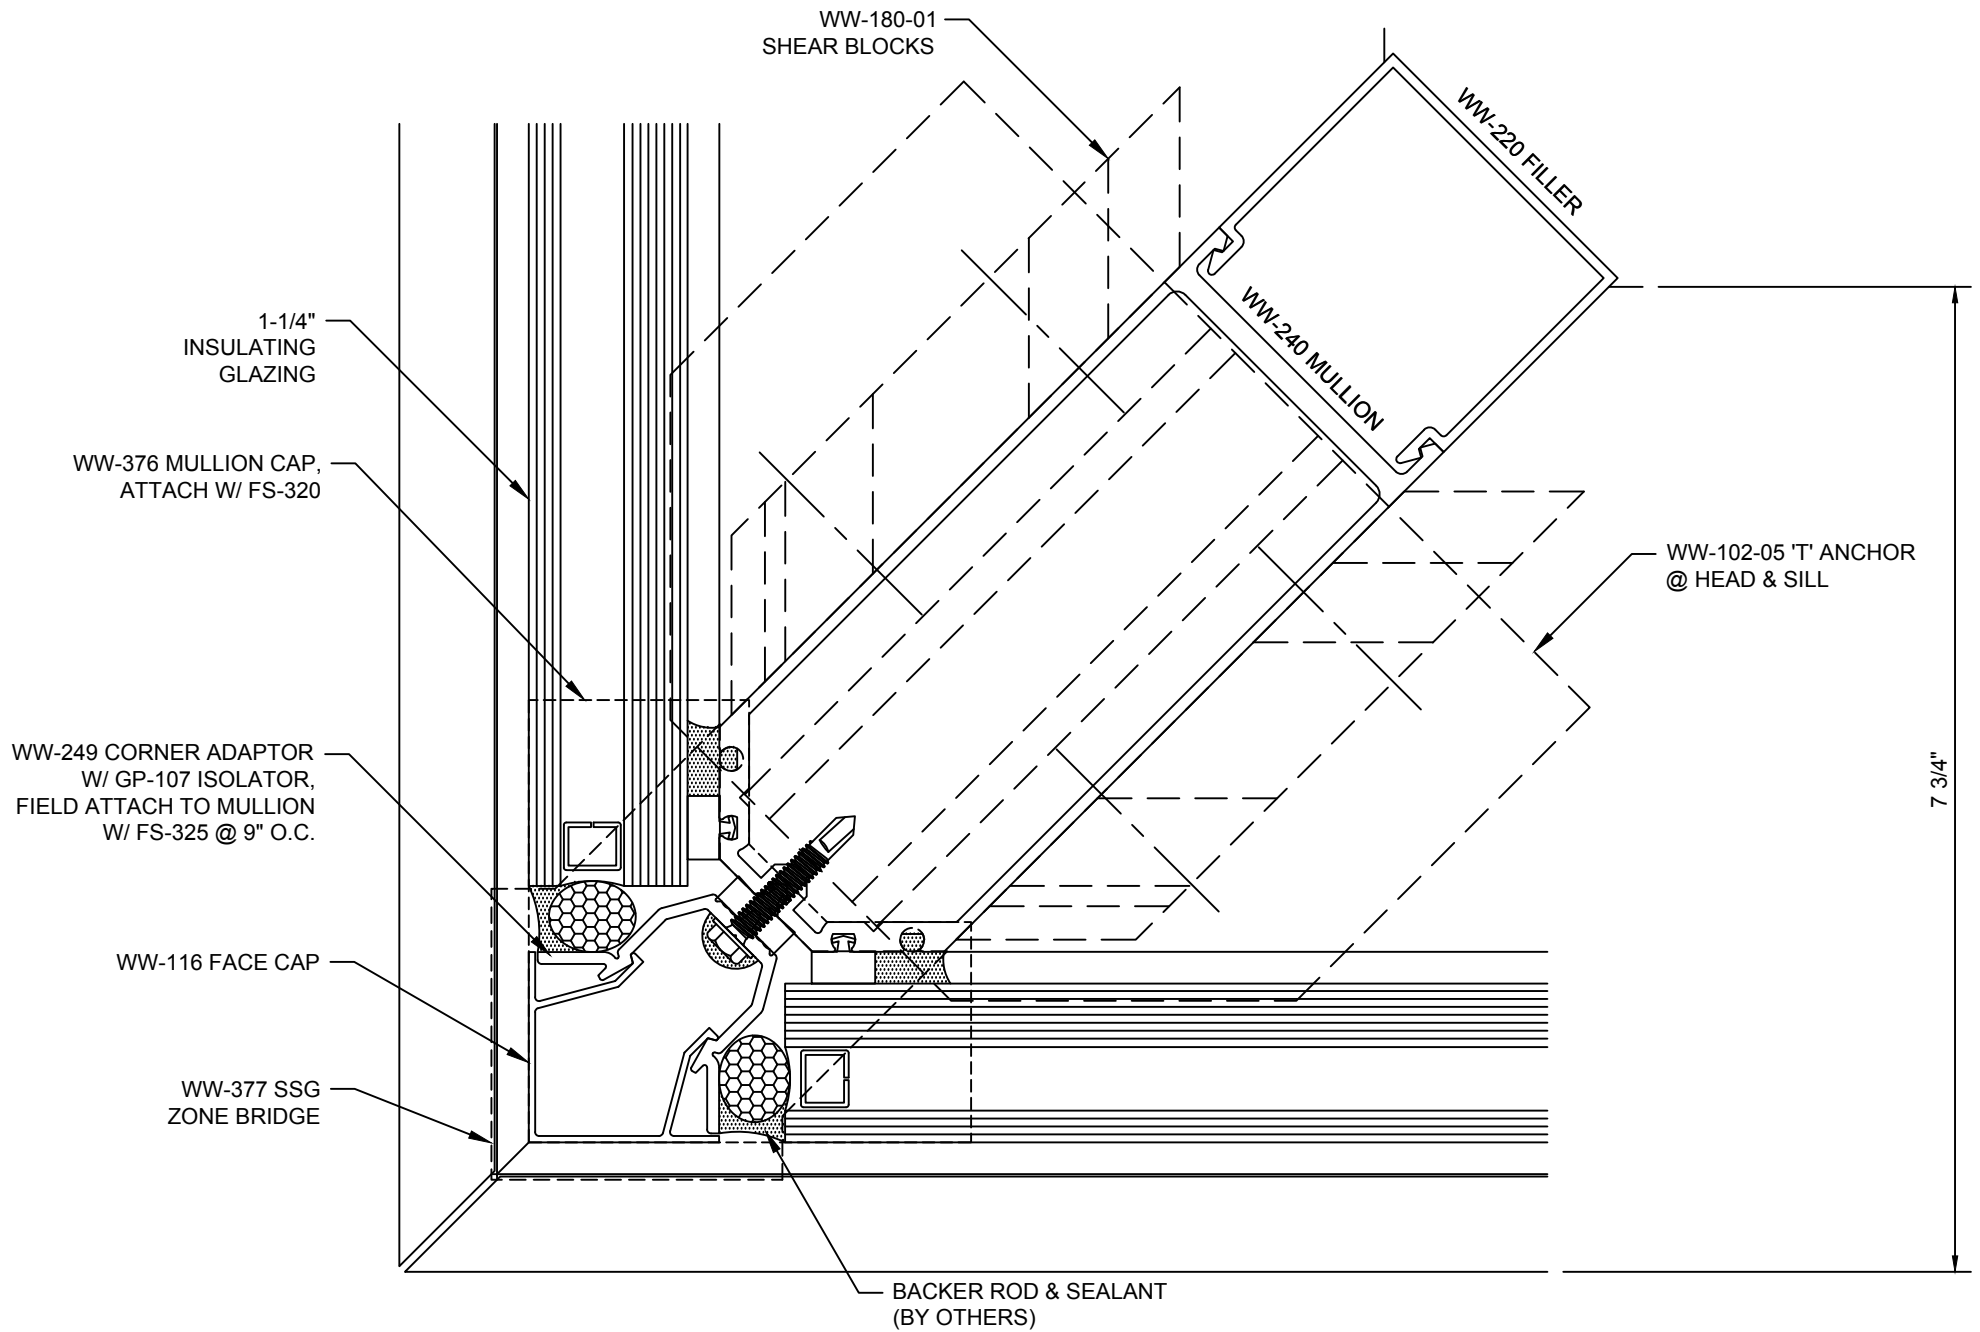 WW-180-01
SHEAR BLOCKS
WW-220 FILLER
WW-240 MULLION
1-1/4"
INSULATING
GLAZING
WW-376 MULLION CAP,
ATTACH W/ FS-320
WW-102-05 'T' ANCHOR
@ HEAD & SILL
WW-249 CORNER ADAPTOR
W/ GP-107 ISOLATOR,
FIELD ATTACH TO MULLION
W/ FS-325 @ 9" O.C.
7 3/4"
WW-116 FACE CAP
WW-377 SSG
ZONE BRIDGE
BACKER ROD & SEALANT
(BY OTHERS)